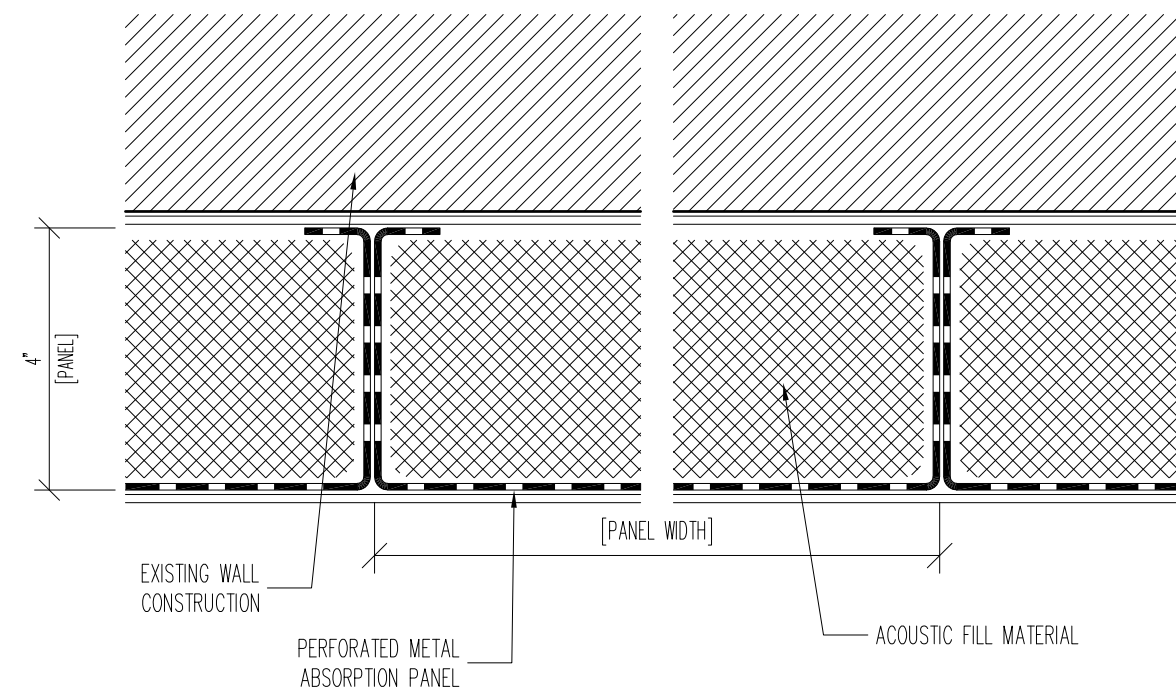 4"
[PANEL]
[PANEL WIDTH]
EXISTING WALL
CONSTRUCTION
PERFORATED METAL
ABSORPTION PANEL
ACOUSTIC FILL MATERIAL